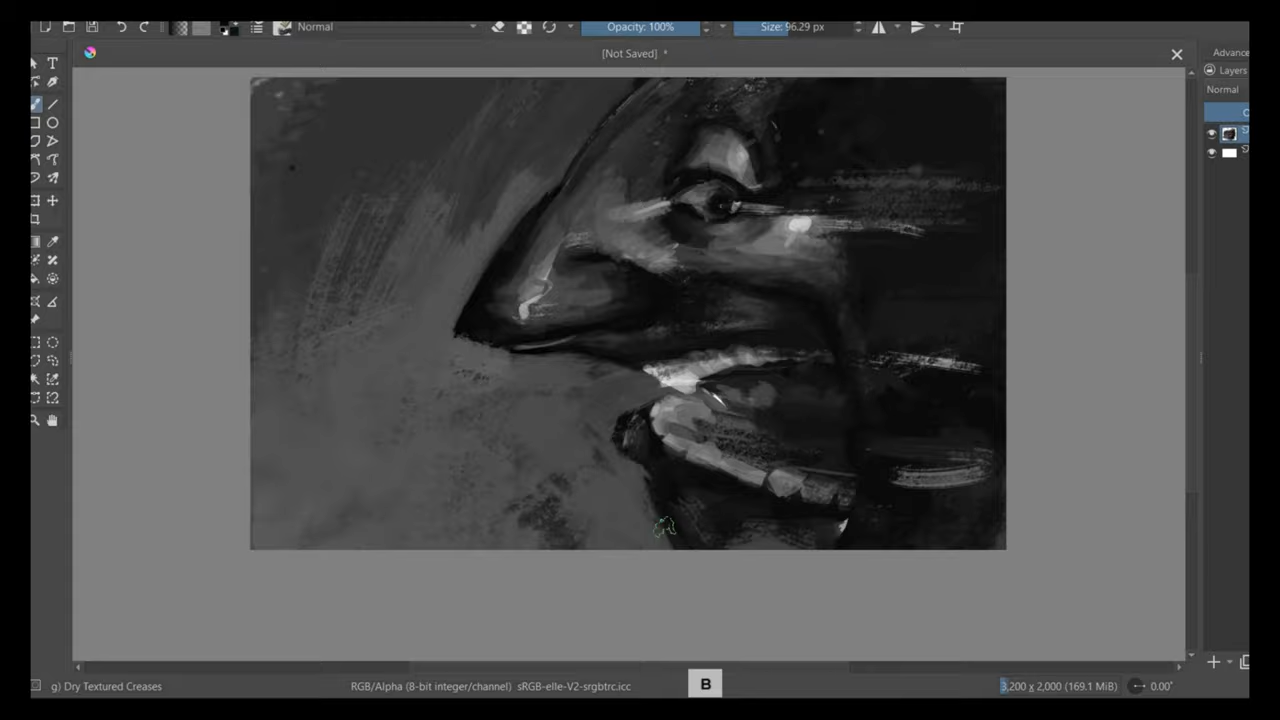 Normal
Opacity: 100%
Size: 96.29 px
[Not Saved] *
Advance
Layers
Normal
T
g) Dry Textured Creases
RGB/Alpha (8-bit integer/channel) sRGB-elle-V2-srgbtrc.icc
B
3,200 x 2,000 (169.1 MiB)
0.00°